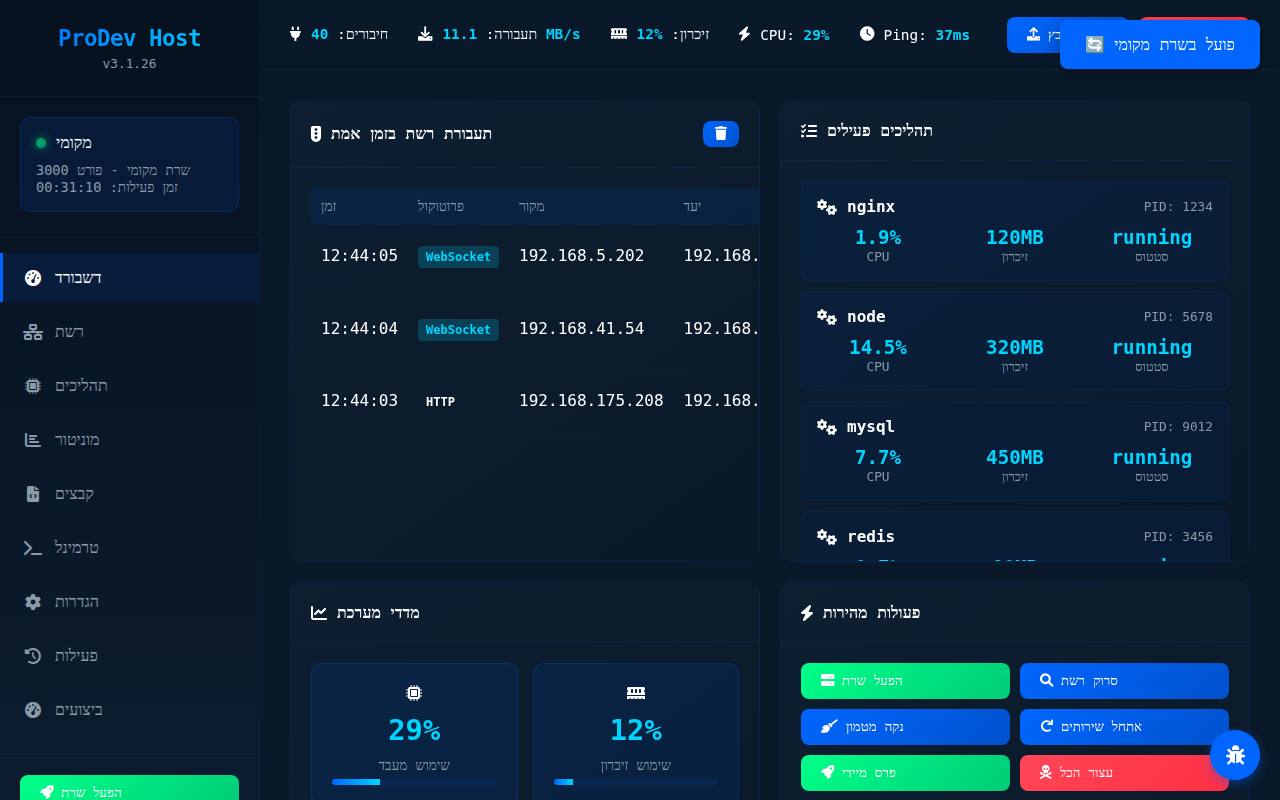 ProDev Host
v3.1.26
מקומי
שרת מקומי - פורט 3000
זמן פעילות: 00:31:10
דשבורד
רשת
תהליכים
מוניטור
קבצים
טרמינל
הגדרות
פעילות
ביצועים
הפעל שרת
חיבורים: 40
תעבורה: 11.1 MB/s
זיכרון: 12%
CPU: 29%
Ping: 37ms
פועל בשרת מקומי
תעבורת רשת בזמן אמת
זמן פרוטוקול מקור יעד
12:44:05 WebSocket 192.168.5.202 192.168.
12:44:04 WebSocket 192.168.41.54 192.168.
12:44:03 HTTP 192.168.175.208 192.168.
תהליכים פעילים
nginx PID: 1234
1.9% 120MB running
CPU זיכרון סטטוס
node PID: 5678
14.5% 320MB running
CPU זיכרון סטטוס
mysql PID: 9012
7.7% 450MB running
CPU זיכרון סטטוס
redis PID: 3456
מדדי מערכת
29%
שימוש מעבד
12%
שימוש זיכרון
פעולות מהירות
הפעל שרת
סרוק רשת
נקה מטמון
אתחל שירותים
פרס מיידי
עצור הכל